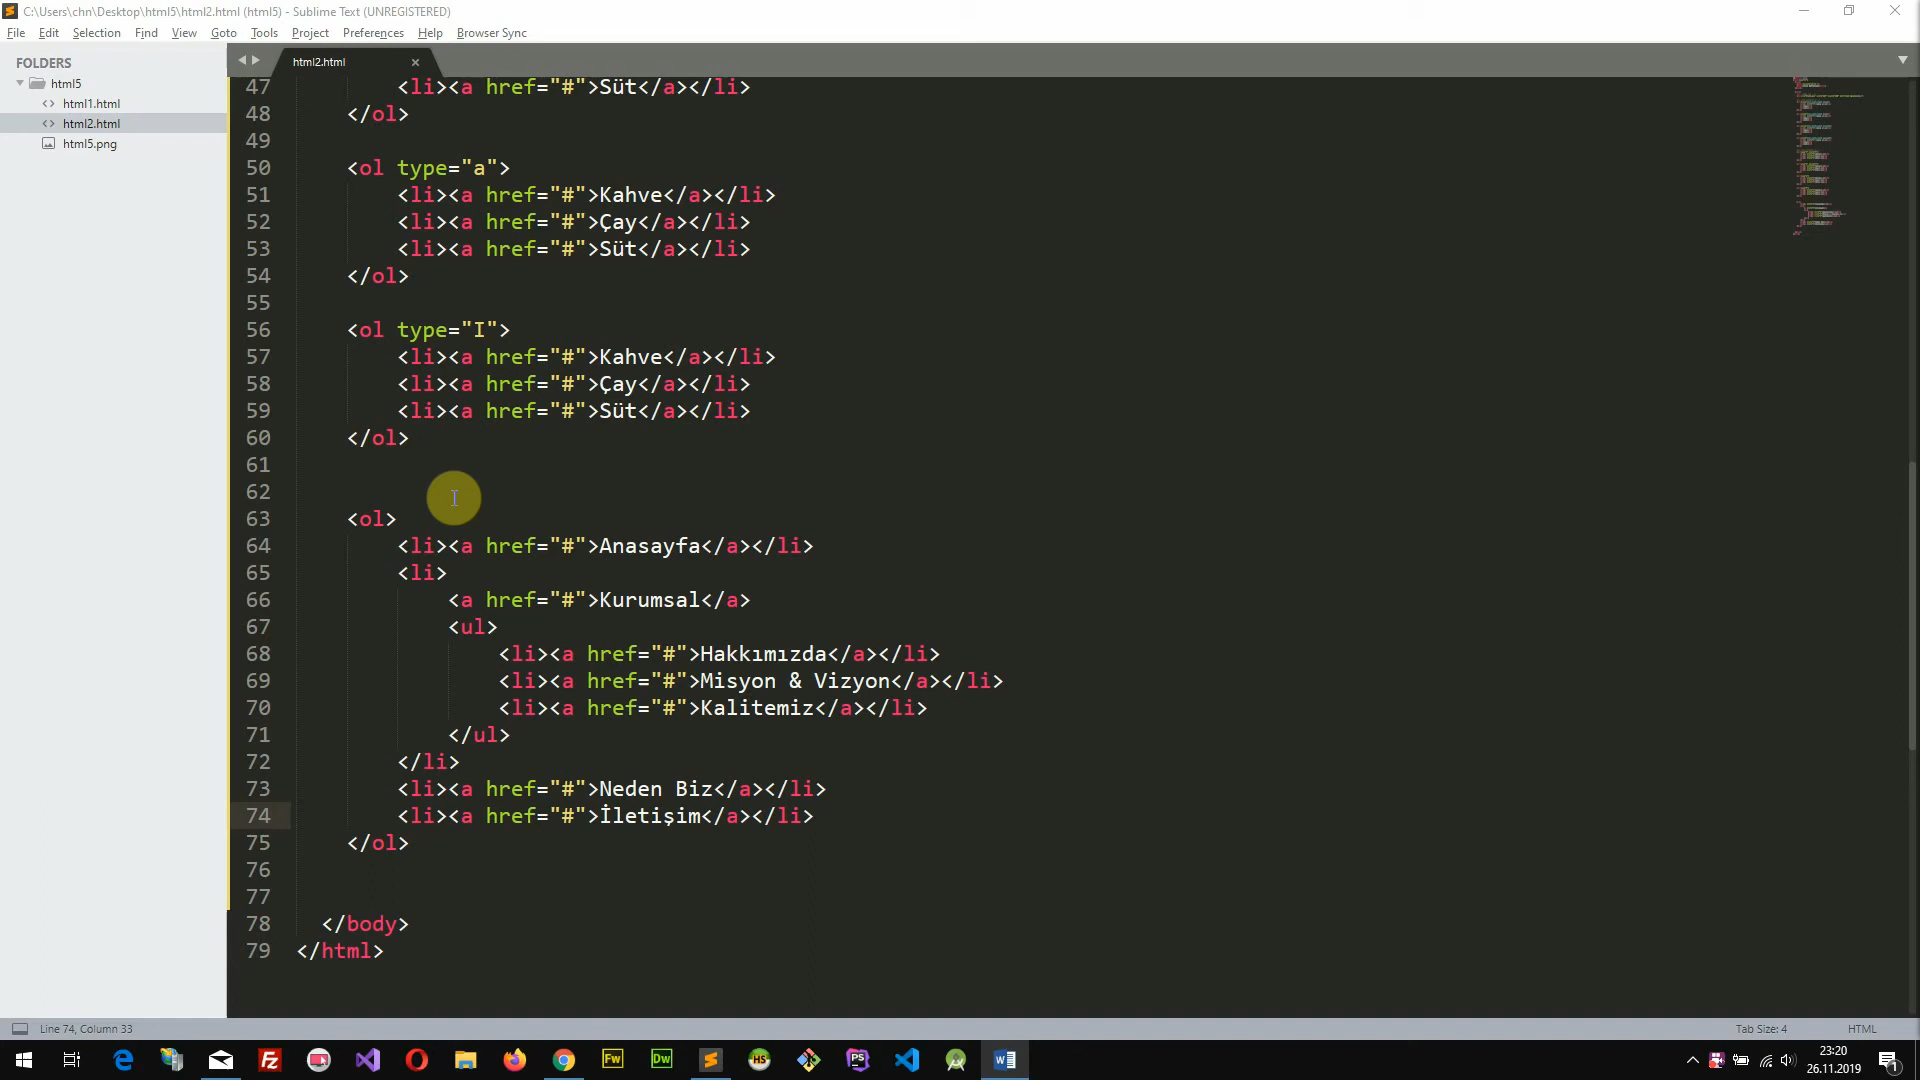 C:\Users\chn\Desktop\html5\html2.html (html5) - Sublime Text (UNREGISTERED)
File Edit Selection Find View Goto Tools Project Preferences Help Browser Sync
FOLDERS
html5
html1.html
html2.html
html5.png
html2.html
47 <li><a href="#">Süt</a></li>
48 </ol>
49
50 <ol type="a">
51 <li><a href="#">Kahve</a></li>
52 <li><a href="#">Çay</a></li>
53 <li><a href="#">Süt</a></li>
54 </ol>
55
56 <ol type="I">
57 <li><a href="#">Kahve</a></li>
58 <li><a href="#">Çay</a></li>
59 <li><a href="#">Süt</a></li>
60 </ol>
61
62
63 <ol>
64 <li><a href="#">Anasayfa</a></li>
65 <li>
66 <a href="#">Kurumsal</a>
67 <ul>
68 <li><a href="#">Hakkımızda</a></li>
69 <li><a href="#">Misyon & Vizyon</a></li>
70 <li><a href="#">Kalitemiz</a></li>
71 </ul>
72 </li>
73 <li><a href="#">Neden Biz</a></li>
74 <li><a href="#">İletişim</a></li>
75 </ol>
76
77
78 </body>
79 </html>
Line 74, Column 33
Tab Size: 4
HTML
Fz
Fw
Dw
HS
PS
23:20
26.11.2019
1